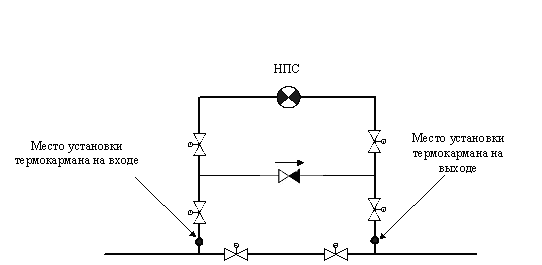 НПС
Место установки
термокармана на входе
Место установки
термокармана на
выходе